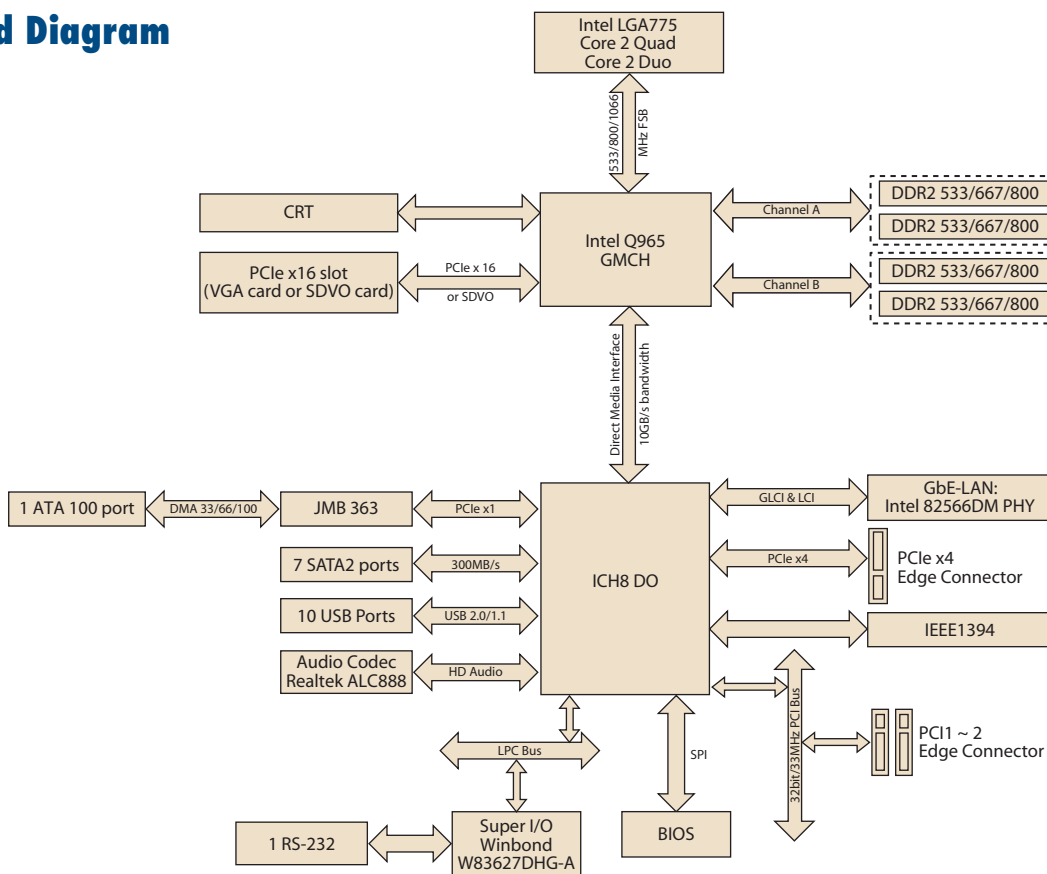 d Diagram
Intel LGA775
Core 2 Quad
Core 2 Duo
533/800/1066
MHz FSB
CRT
PCIe x16 slot
(VGA card or SDVO card)
PCIe x 16
or SDVO
Intel Q965
GMCH
Channel A
Channel B
DDR2 533/667/800
DDR2 533/667/800
DDR2 533/667/800
DDR2 533/667/800
Direct Media Interface
10GB/s bandwidth
1 ATA 100 port
DMA 33/66/100
JMB 363
PCIe x1
7 SATA2 ports
300MB/s
10 USB Ports
USB 2.0/1.1
Audio Codec
Realtek ALC888
HD Audio
ICH8 DO
GLCI & LCI
GbE-LAN:
Intel 82566DM PHY
PCIe x4
PCIe x4
Edge Connector
IEEE1394
32bit/33MHz PCI Bus
PCI1 ~ 2
Edge Connector
LPC Bus
SPI
BIOS
1 RS-232
Super I/O
Winbond
W83627DHG-A